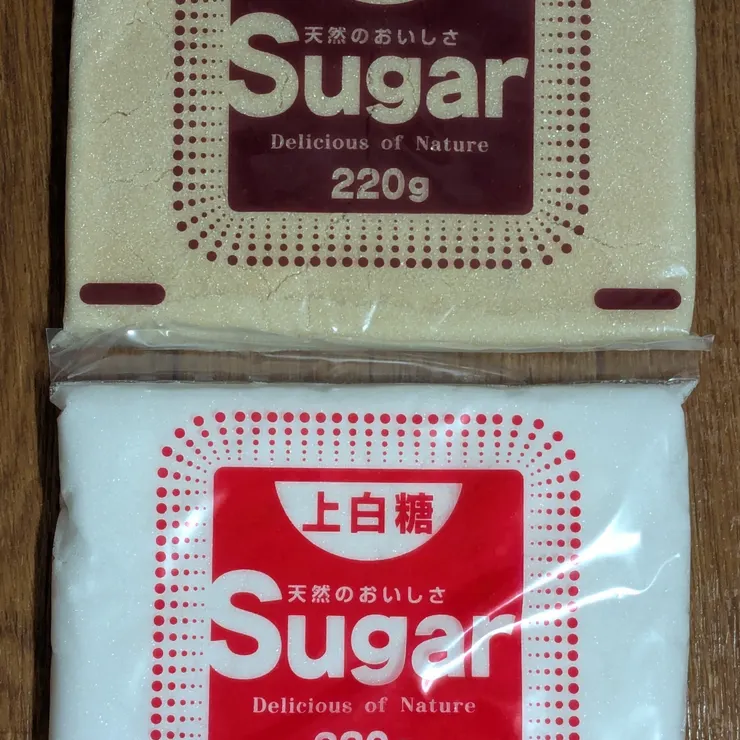 天然のおいしさ
Sugar
Delicious of Nature
220g
上白糖
天然のおいしさ
Sugar
Delicious of Nature